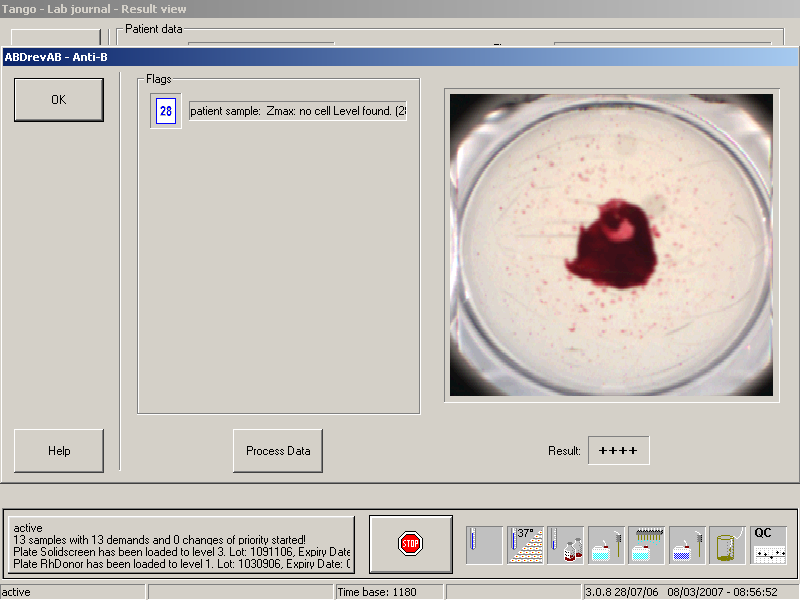 Tango - Lab journal - Result view
Patient data
ABDrevAB - Anti-B
OK
Flags
28
patient sample: Zmax: no cell Level found. (28
Help
Process Data
Result:
++++
active
13 samples with 13 demands and 0 changes of priority started!
Plate Solidscreen has been loaded to level 3. Lot: 1091106, Expiry Date
Plate RhDonor has been loaded to level 1. Lot: 1030906, Expiry Date: 0
STOP
37°
QC
active
Time base: 1180
3.0.8 28/07/06 08/03/2007 - 08:56:52